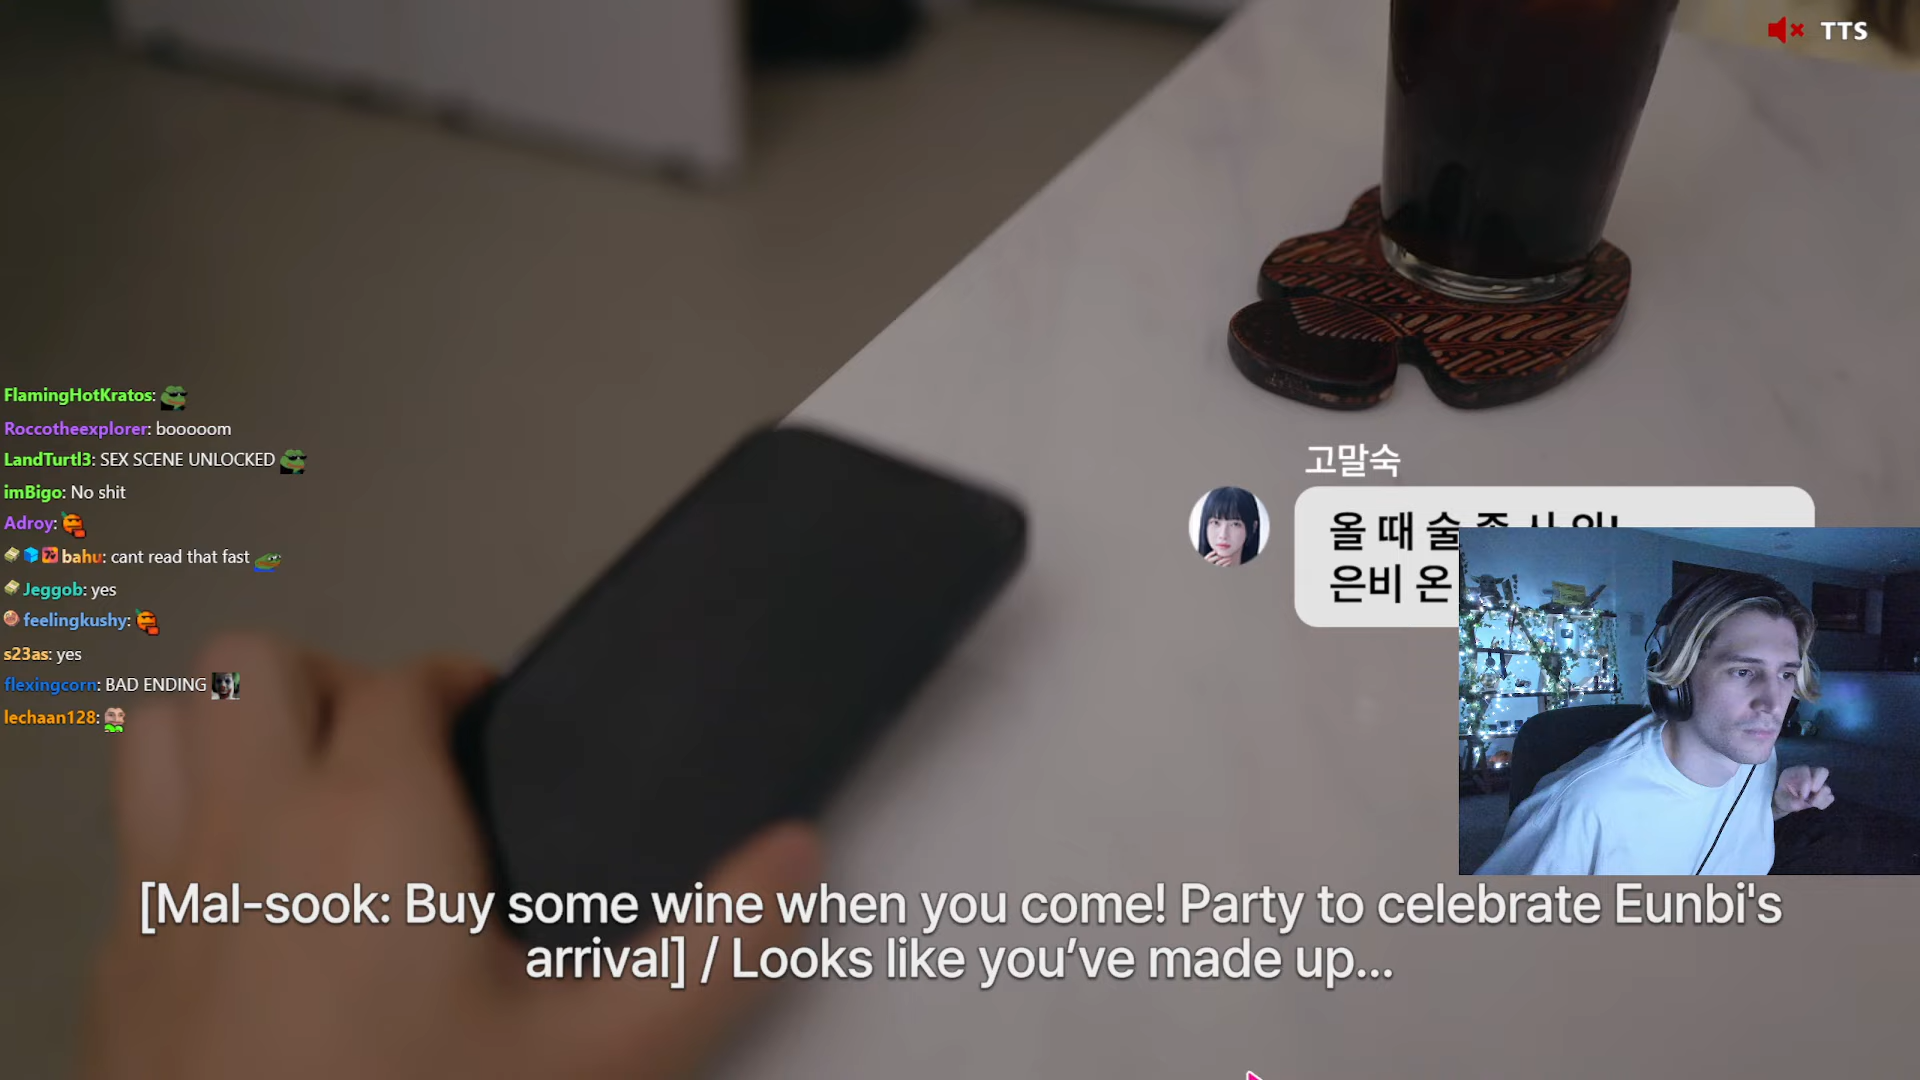 TTS
FlamingHotKratos:
Roccotheexplorer: booooom
LandTurtl3: SEX SCENE UNLOCKED
imBigo: No shit
Adroy:
bahu: cant read that fast
Jeggob: yes
feelingkushy:
s23as: yes
flexingcorn: BAD ENDING
lechaan128:
고말숙
올 때 술
은비 온
[Mal-sook: Buy some wine when you come! Party to celebrate Eunbi's
arrival] / Looks like you’ve made up...